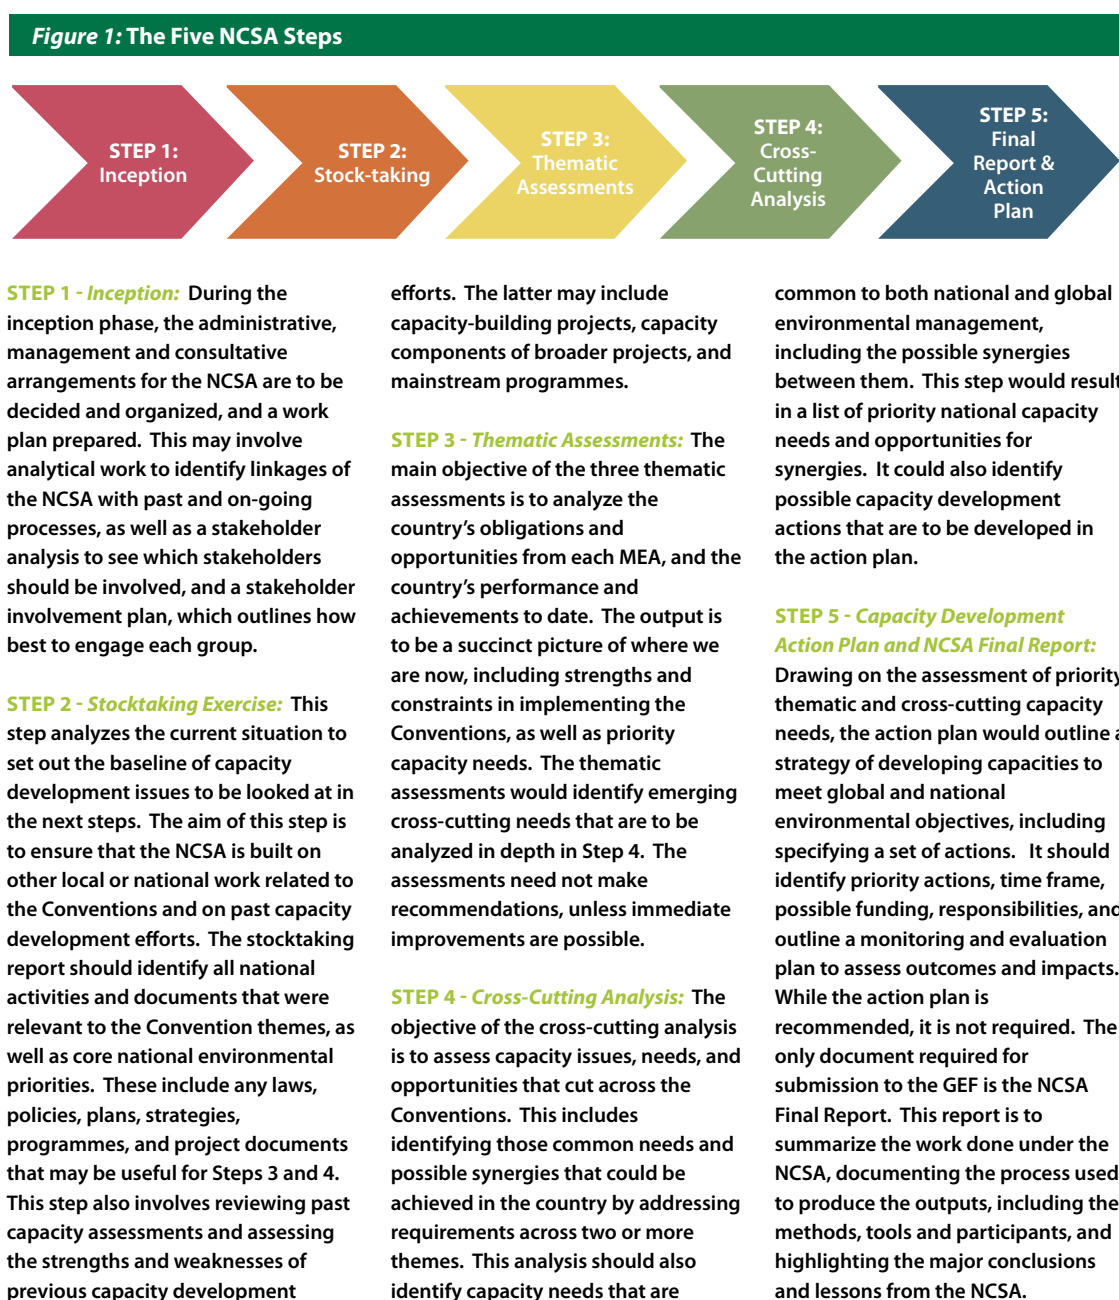 Figure 1: The Five NCSA Steps
STEP 1:
Inception
STEP 2:
Stock-taking
STEP 3:
Thematic
Assessments
STEP 4:
Cross-
Cutting
Analysis
STEP 5:
Final
Report &
Action
Plan
STEP 1 - Inception: During the
inception phase, the administrative,
management and consultative
arrangements for the NCSA are to be
decided and organized, and a work
plan prepared. This may involve
analytical work to identify linkages of
the NCSA with past and on-going
processes, as well as a stakeholder
analysis to see which stakeholders
should be involved, and a stakeholder
involvement plan, which outlines how
best to engage each group.
STEP 2 - Stocktaking Exercise: This
step analyzes the current situation to
set out the baseline of capacity
development issues to be looked at in
the next steps. The aim of this step is
to ensure that the NCSA is built on
other local or national work related to
the Conventions and on past capacity
development efforts. The stocktaking
report should identify all national
activities and documents that were
relevant to the Convention themes, as
well as core national environmental
priorities. These include any laws,
policies, plans, strategies,
programmes, and project documents
that may be useful for Steps 3 and 4.
This step also involves reviewing past
capacity assessments and assessing
the strengths and weaknesses of
previous capacity development
efforts. The latter may include
capacity-building projects, capacity
components of broader projects, and
mainstream programmes.
STEP 3 - Thematic Assessments: The
main objective of the three thematic
assessments is to analyze the
country's obligations and
opportunities from each MEA, and the
country's performance and
achievements to date. The output is
to be a succinct picture of where we
are now, including strengths and
constraints in implementing the
Conventions, as well as priority
capacity needs. The thematic
assessments would identify emerging
cross-cutting needs that are to be
analyzed in depth in Step 4. The
assessments need not make
recommendations, unless immediate
improvements are possible.
STEP 4 - Cross-Cutting Analysis: The
objective of the cross-cutting analysis
is to assess capacity issues, needs, and
opportunities that cut across the
Conventions. This includes
identifying those common needs and
possible synergies that could be
achieved in the country by addressing
requirements across two or more
themes. This analysis should also
identify capacity needs that are
common to both national and global
environmental management,
including the possible synergies
between them. This step would result
in a list of priority national capacity
needs and opportunities for
synergies. It could also identify
possible capacity development
actions that are to be developed in
the action plan.
STEP 5 - Capacity Development
Action Plan and NCSA Final Report:
Drawing on the assessment of priority
thematic and cross-cutting capacity
needs, the action plan would outline a
strategy of developing capacities to
meet global and national
environmental objectives, including
specifying a set of actions. It should
identify priority actions, time frame,
possible funding, responsibilities, and
outline a monitoring and evaluation
plan to assess outcomes and impacts.
While the action plan is
recommended, it is not required. The
only document required for
submission to the GEF is the NCSA
Final Report. This report is to
summarize the work done under the
NCSA, documenting the process used
to produce the outputs, including the
methods, tools and participants, and
highlighting the major conclusions
and lessons from the NCSA.